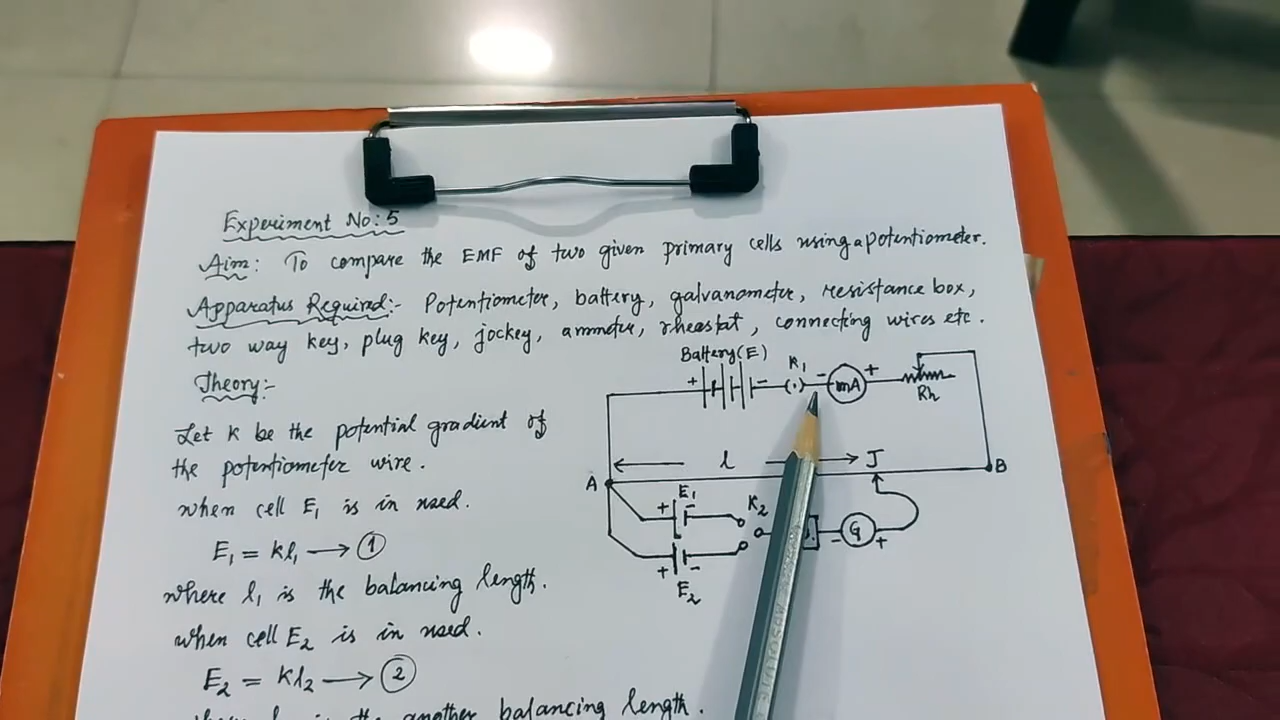 Experiment No: 5
Aim: To compare the EMF of two given primary cells using a potentiometer.
Apparatus Required:- Potentiometer, battery, galvanometer, resistance box,
two way key, plug key, jockey, ammeter, rheostat, connecting wires etc.
Theory:-
Let K be the potential gradient of
the potentiometer wire.
when cell E₁ is in used.
E₁ = Kl₁ → ①
where l₁ is the balancing length.
when cell E₂ is in used.
E₂ = Kl₂ → ②
another balancing length.
Battery(E)
+ - K₁ - mA +
Rh
l J
A B
+ E₁ - K₂
- G +
+ -
E₂